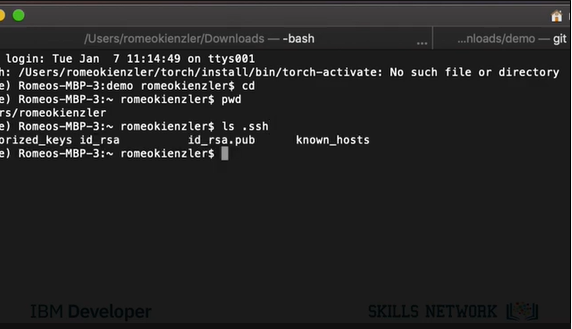 /Users/romeokienzler/Downloads — -bash
...nloads/demo — git
login: Tue Jan  7 11:14:49 on ttys001
h: /Users/romeokienzler/torch/install/bin/torch-activate: No such file or directory
e) Romeos-MBP-3:demo romeokienzler$ cd
e) Romeos-MBP-3:~ romeokienzler$ pwd
rs/romeokienzler
e) Romeos-MBP-3:~ romeokienzler$ ls .ssh
orized_keys id_rsa          id_rsa.pub      known_hosts
e) Romeos-MBP-3:~ romeokienzler$
IBM Developer
SKILLS NETWORK